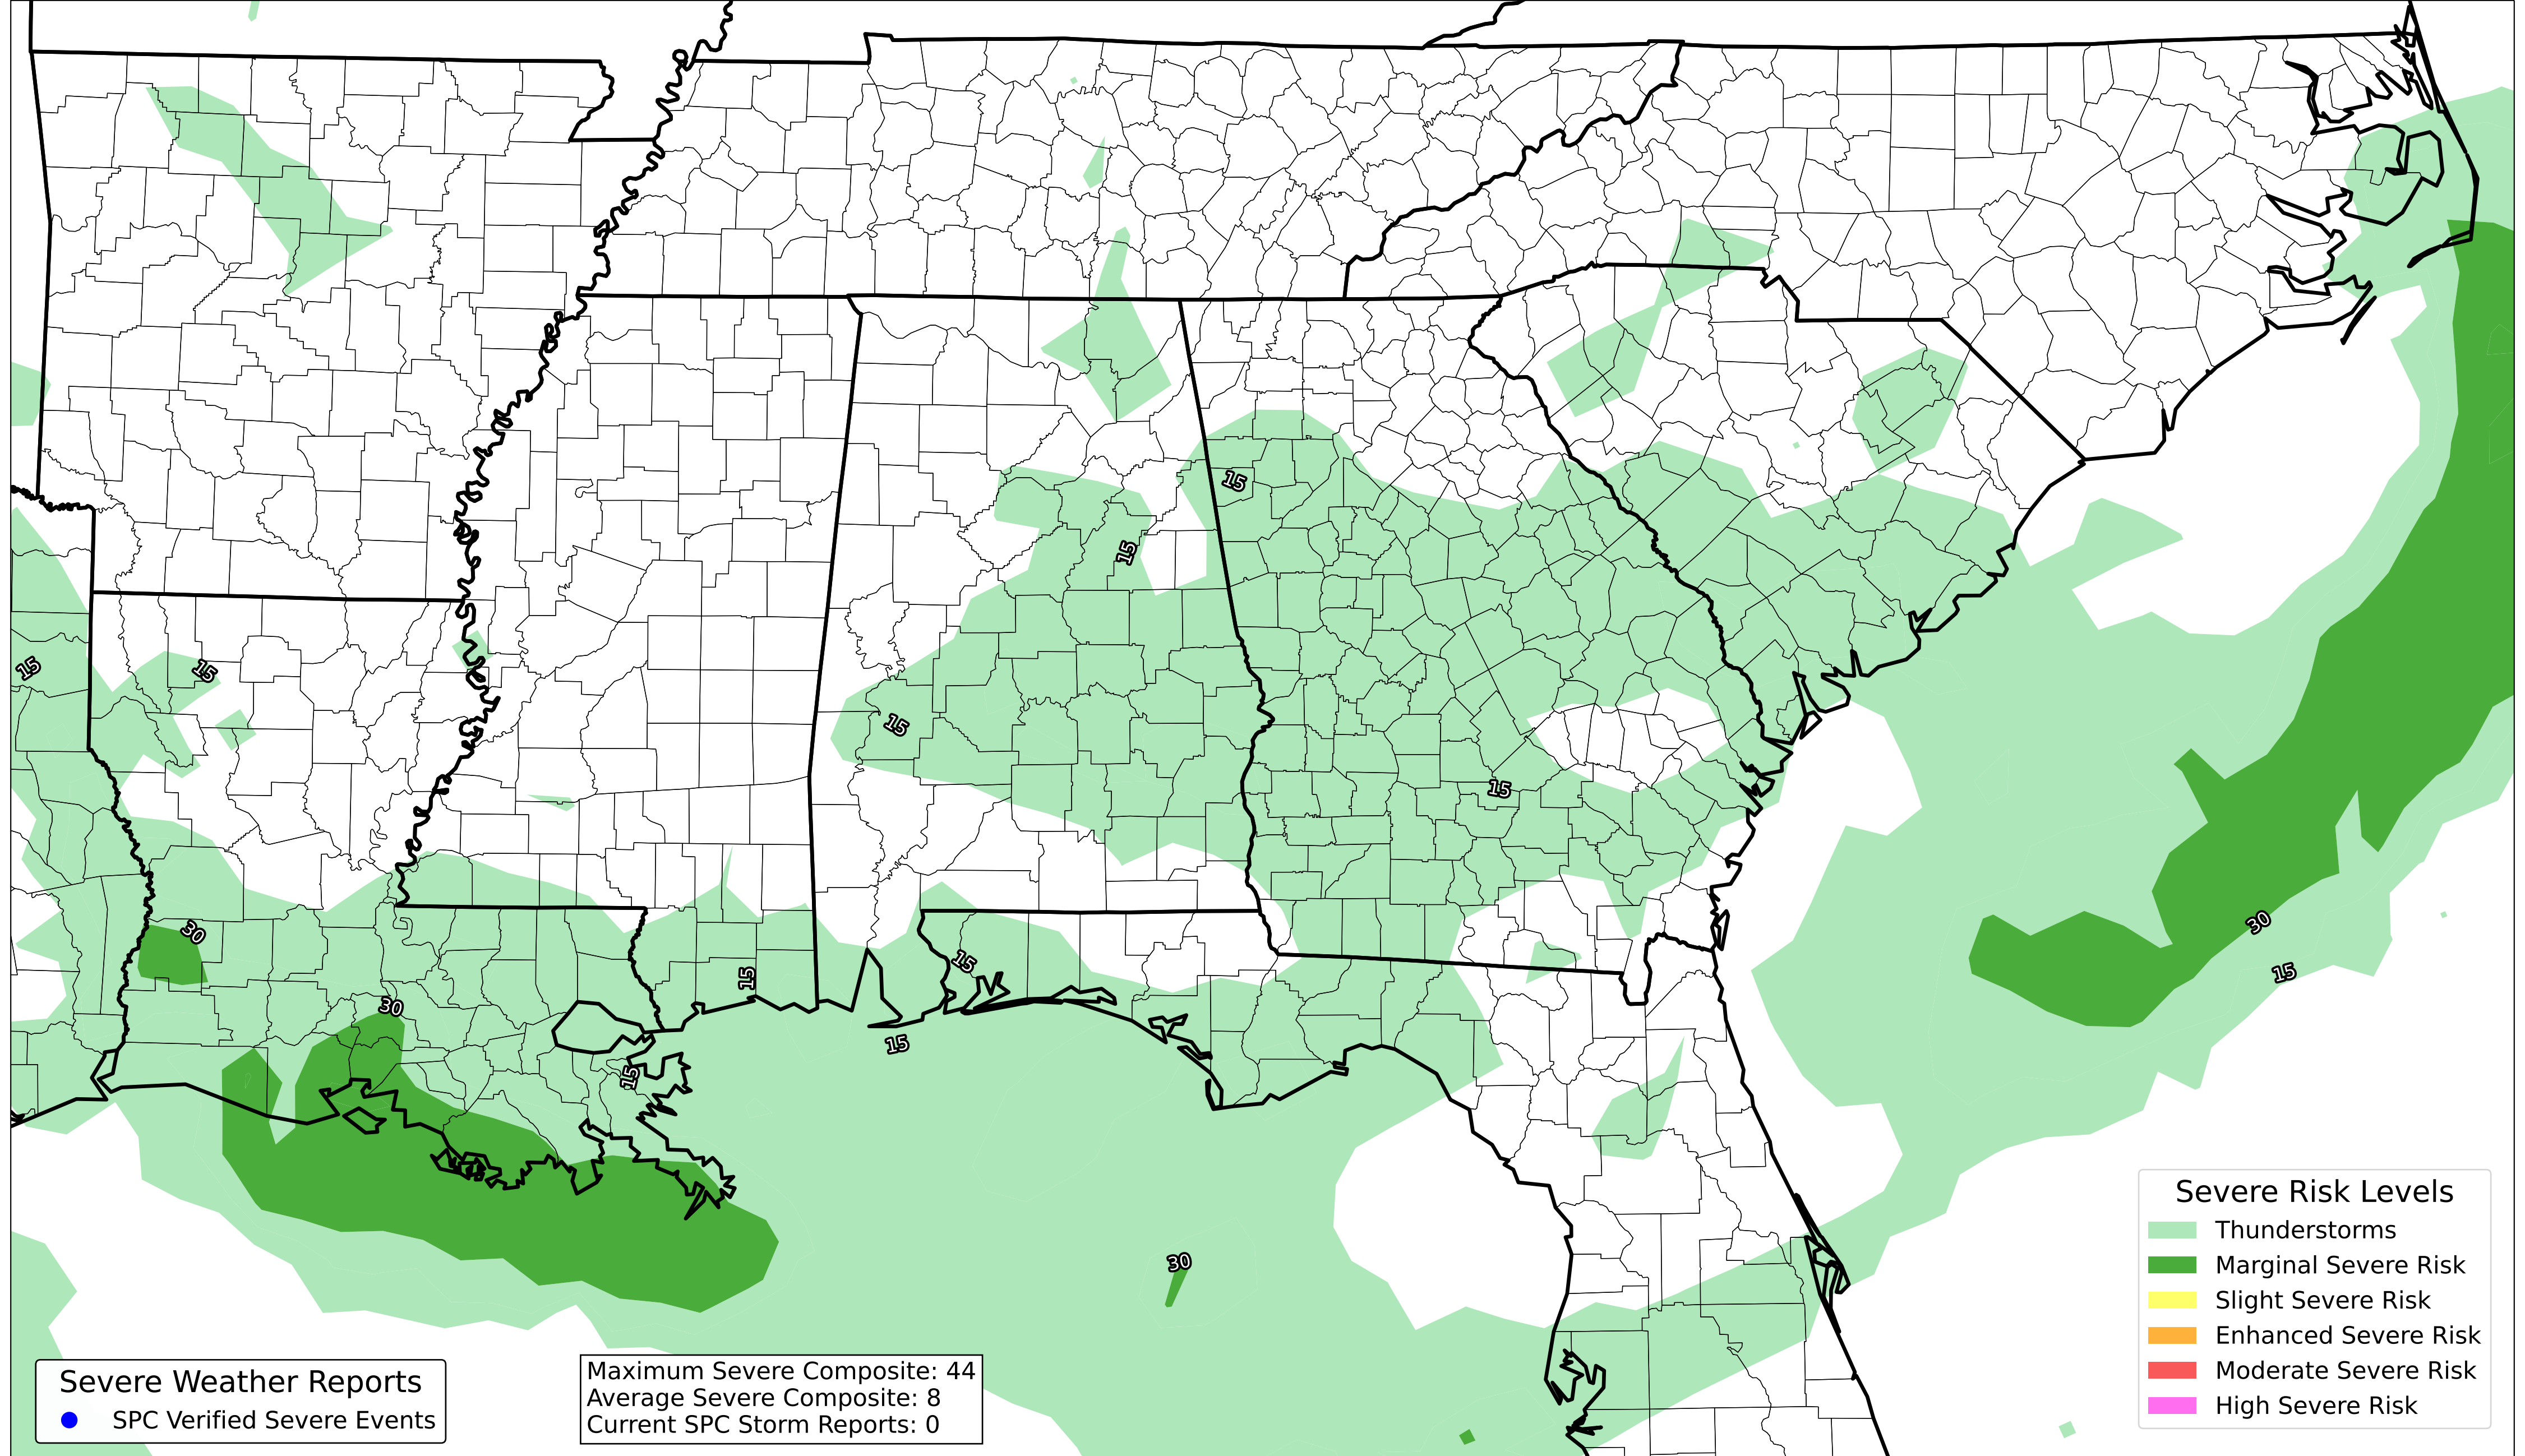 15
15
15
15
15
15
30
15
15
30
30
15
15
15
30
Severe Risk Levels
Thunderstorms
Marginal Severe Risk
Slight Severe Risk
Enhanced Severe Risk
Moderate Severe Risk
High Severe Risk
Severe Weather Reports
SPC Verified Severe Events
Maximum Severe Composite: 44
Average Severe Composite: 8
Current SPC Storm Reports: 0